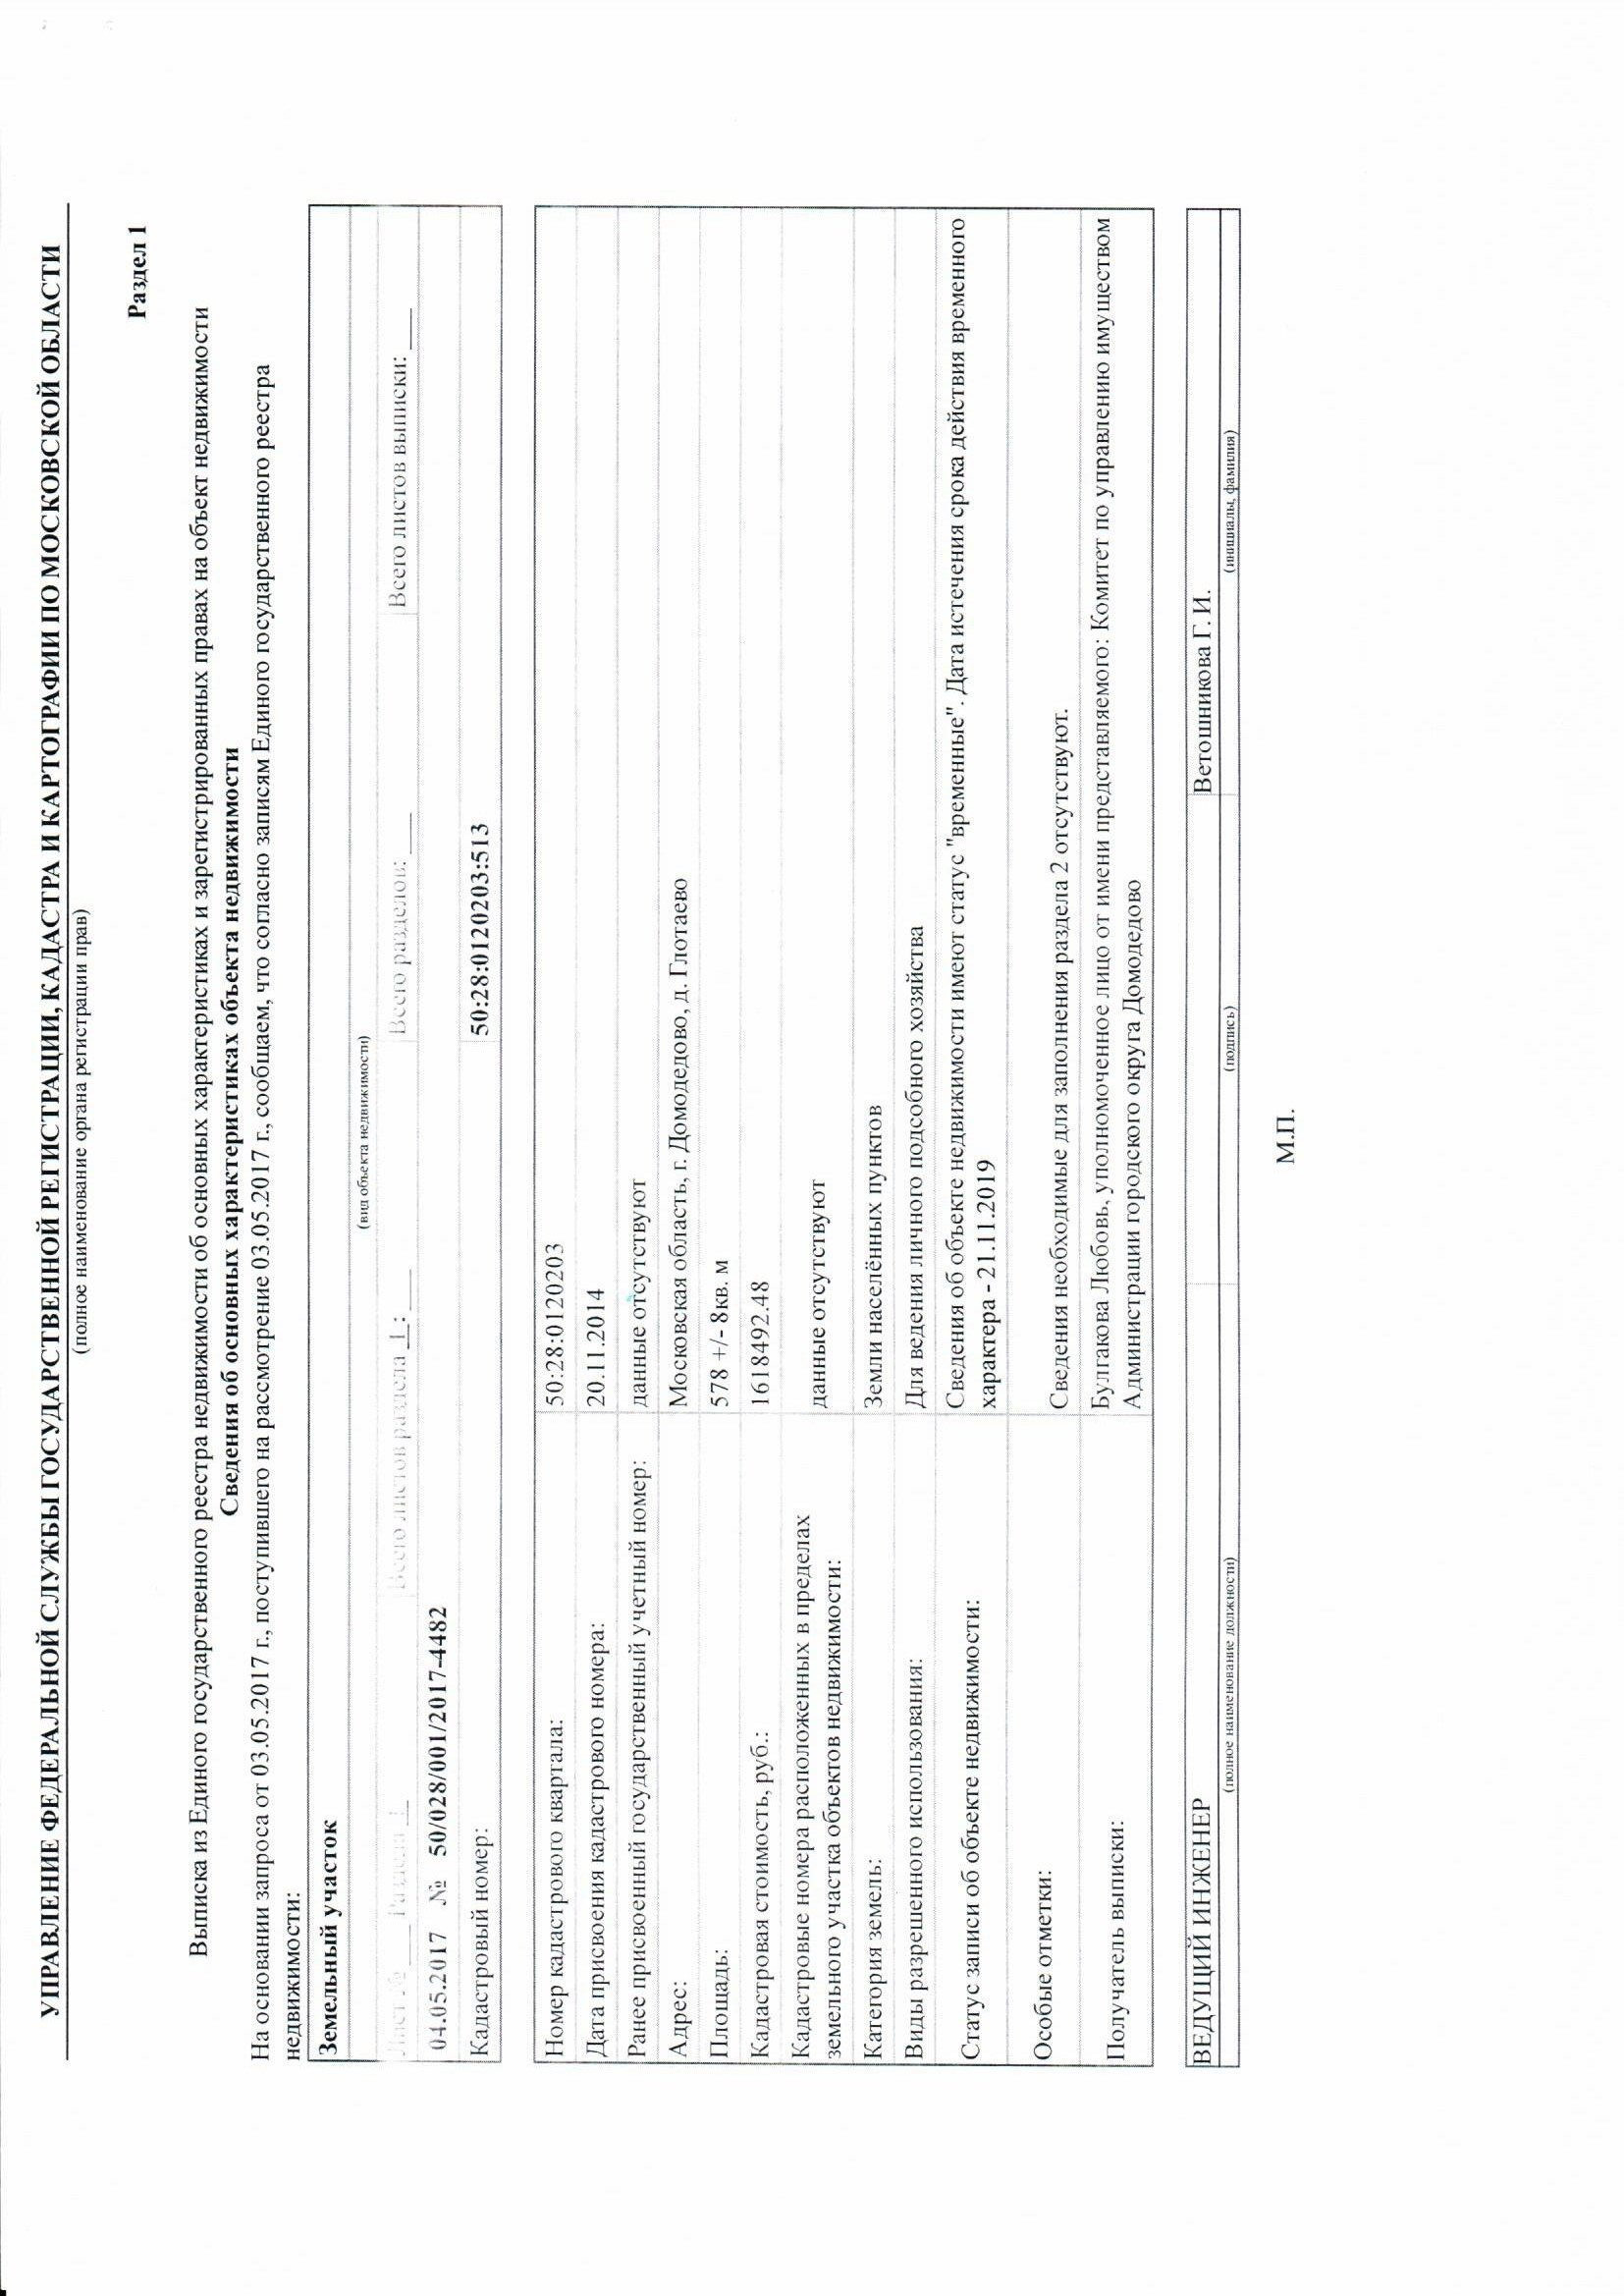 УПРАВЛЕНИЕ ФЕДЕРАЛЬНОЙ СЛУЖБЫ ГОСУДАРСТВЕННОЙ РЕГИСТРАЦИИ, КАДАСТРА И КАРТОГРАФИИ ПО МОСКОВСКОЙ ОБЛАСТИ
(полное наименование органа регистрации прав)
Раздел 1
Выписка из Единого государственного реестра недвижимости об основных характеристиках и зарегистрированных правах на объект недвижимости
Сведения об основных характеристиках объекта недвижимости
На основании запроса от 03.05.2017 г., поступившего на рассмотрение 03.05.2017 г., сообщаем, что согласно записям Единого государственного реестра
недвижимости:
Земельный участок
(вид объекта недвижимости)
Лист № ___ Раздела 1 Всего листов раздела 1 : ___ Всего разделов: ___ Всего листов выписки: ___
04.05.2017 № 50/028/001/2017-4482
Кадастровый номер: 50:28:0120203:513
Номер кадастрового квартала: 50:28:0120203
Дата присвоения кадастрового номера: 20.11.2014
Ранее присвоенный государственный учетный номер: данные отсутствуют
Адрес: Московская область, г. Домодедово, д. Глотаево
Площадь: 578 +/- 8кв. м
Кадастровая стоимость, руб.: 1618492.48
Кадастровые номера расположенных в пределах
земельного участка объектов недвижимости: данные отсутствуют
Категория земель: Земли населённых пунктов
Виды разрешенного использования: Для ведения личного подсобного хозяйства
Статус записи об объекте недвижимости: Сведения об объекте недвижимости имеют статус "временные". Дата истечения срока действия временного
характера - 21.11.2019
Особые отметки: Сведения необходимые для заполнения раздела 2 отсутствуют.
Получатель выписки: Булгакова Любовь, уполномоченное лицо от имени представляемого: Комитет по управлению имуществом
Администрации городского округа Домодедово
ВЕДУЩИЙ ИНЖЕНЕР Ветошникова Г. И.
(полное наименование должности) (подпись) (инициалы, фамилия)
М.П.